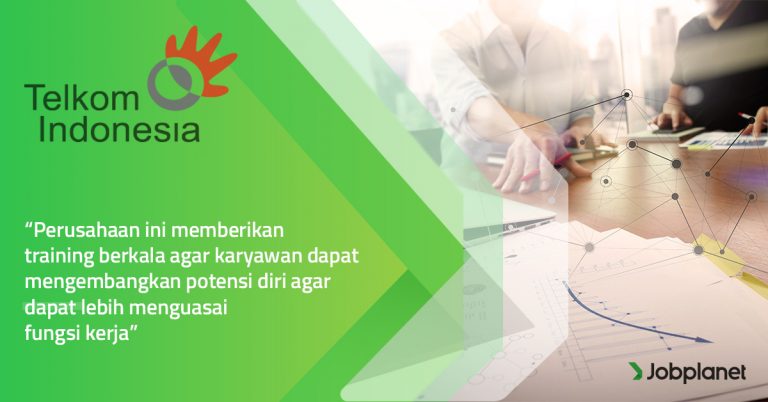 Telkom
Indonesia
“Perusahaan ini memberikan
training berkala agar karyawan dapat
mengembangkan potensi diri agar
dapat lebih menguasai
fungsi kerja”
Jobplanet